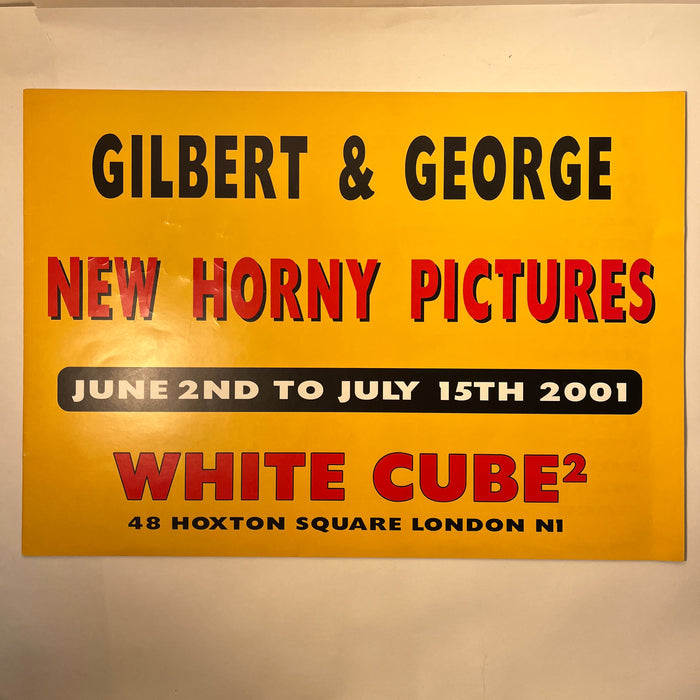 GILBERT & GEORGE
NEW HORNY PICTURES
JUNE 2ND TO JULY 15TH 2001
WHITE CUBE²
48 HOXTON SQUARE LONDON N1